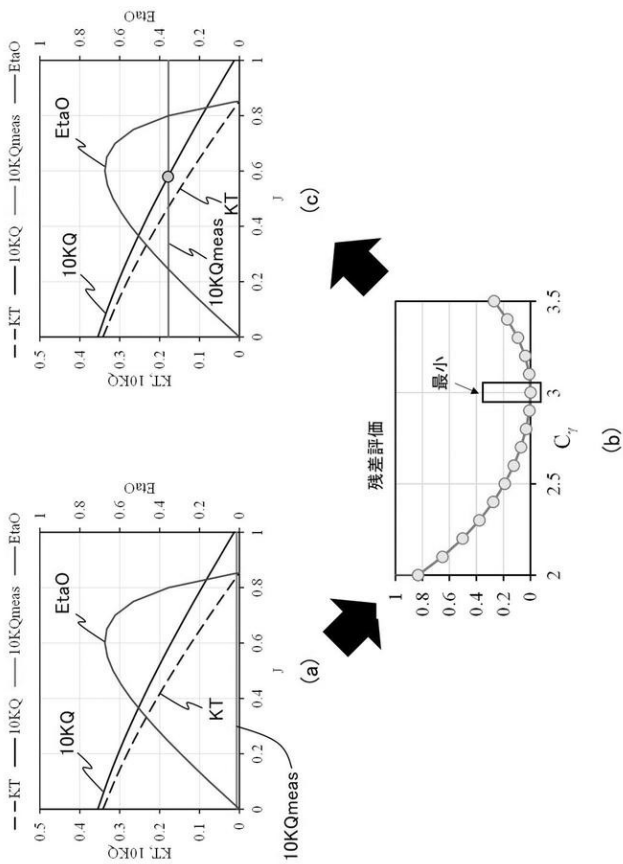 KT 10KQ 10KQmeas EtaO
0.5
0.4
0.3
0.2
0.1
0
KT, 10KQ
1
0.8
0.6
0.4
0.2
0
EtaO
0 0.2 0.4 0.6 0.8 1
J
10KQ
EtaO
KT
10KQmeas
(a)
KT 10KQ 10KQmeas EtaO
0.5
0.4
0.3
0.2
0.1
0
KT, 10KQ
1
0.8
0.6
0.4
0.2
0
EtaO
0 0.2 0.4 0.6 0.8 1
J
10KQ
EtaO
10KQmeas
KT
(c)
残差評価
最小
1
0.8
0.6
0.4
0.2
0
2 2.5 3 3.5
Cγ
(b)